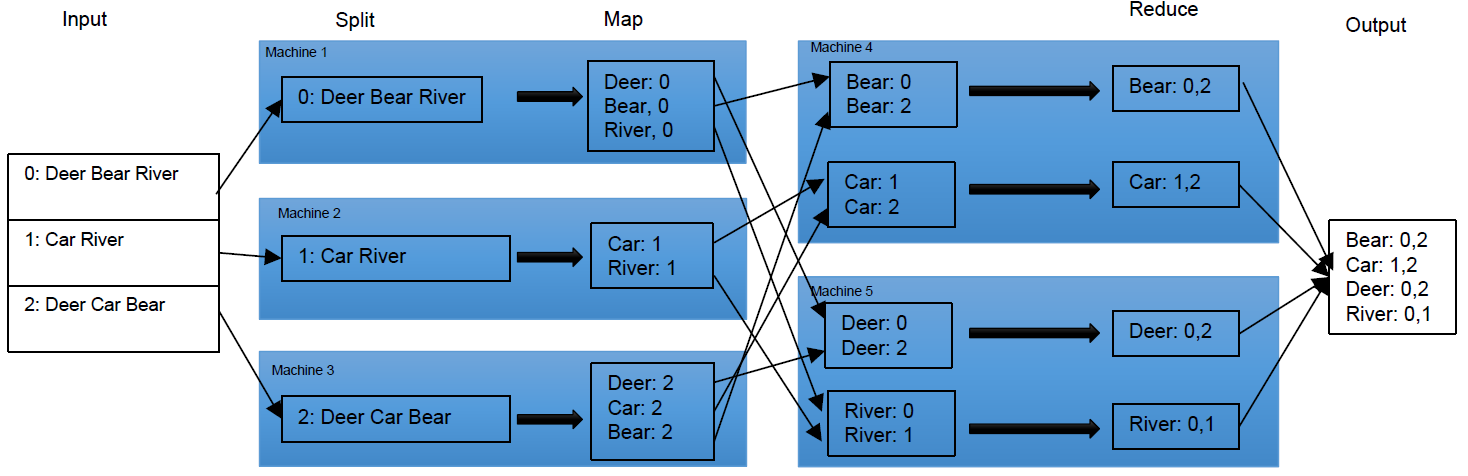 Input
Split
Map
Reduce
Output
0: Deer Bear River
1: Car River
2: Deer Car Bear
Machine 1
0: Deer Bear River
Deer: 0
Bear, 0
River, 0
Machine 2
1: Car River
Car: 1
River: 1
Machine 3
2: Deer Car Bear
Deer: 2
Car: 2
Bear: 2
Machine 4
Bear: 0
Bear: 2
Bear: 0,2
Car: 1
Car: 2
Car: 1,2
Machine 5
Deer: 0
Deer: 2
Deer: 0,2
River: 0
River: 1
River: 0,1
Bear: 0,2
Car: 1,2
Deer: 0,2
River: 0,1